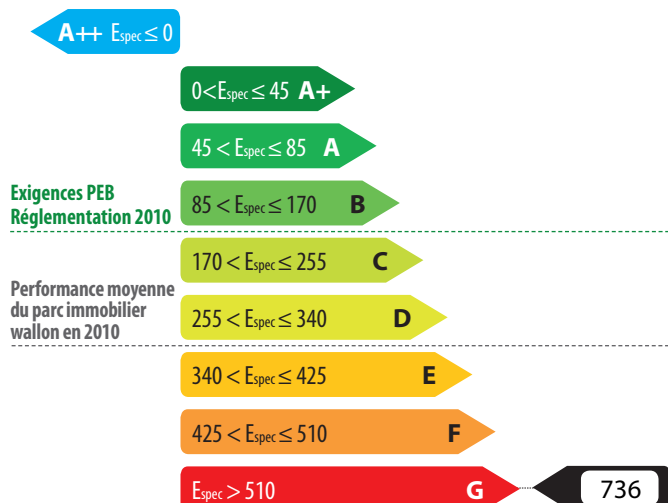 A++ Espec ≤ 0
0 < Espec ≤ 45 A+
45 < Espec ≤ 85 A
Exigences PEB
Réglementation 2010
85 < Espec ≤ 170 B
170 < Espec ≤ 255 C
Performance moyenne
du parc immobilier
wallon en 2010
255 < Espec ≤ 340 D
340 < Espec ≤ 425 E
425 < Espec ≤ 510 F
Espec > 510 G
736